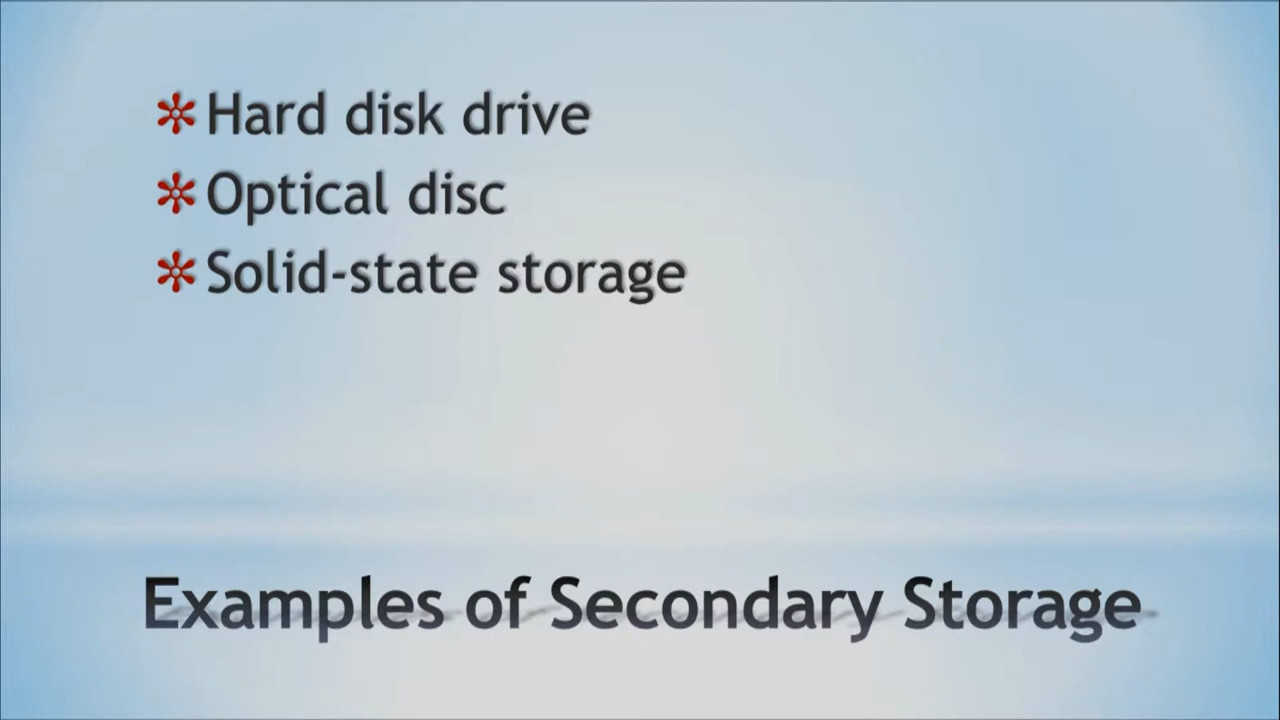 Hard disk drive
Optical disc
Solid-state storage
Examples of Secondary Storage